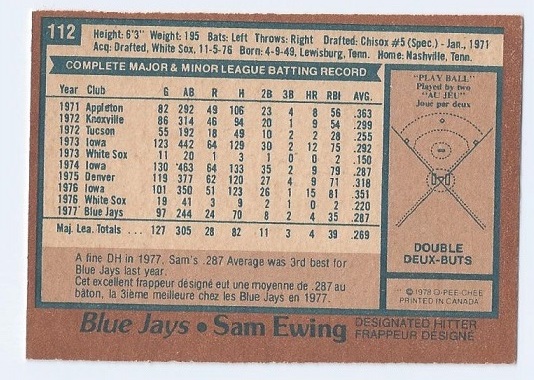 112
Height: 6'3" Weight: 195 Bats: Left Throws: Right Drafted: Chisox #5 (Spec.) - Jan., 1971
Acq: Drafted, White Sox, 11-5-76 Born: 4-9-49, Lewisburg, Tenn. Home: Nashville, Tenn.
COMPLETE MAJOR & MINOR LEAGUE BATTING RECORD
Year Club G AB R H 2B 3B HR RBI AVG.
1971 Appleton 82 292 49 106 23 4 8 56 .363
1972 Knoxville 86 314 46 94 20 1 9 54 .299
1972 Tucson 55 192 18 49 10 2 2 28 .255
1973 Iowa 123 442 64 129 30 2 12 75 .292
1973 White Sox 11 20 1 3 1 0 0 2 .150
1974 Iowa 130 *463 64 133 35 2 9 79 .287
1975 Denver 119 377 62 120 27 4 9 71 .318
1976 Iowa 101 350 51 123 26 1 15 81 .351
1976 White Sox 19 41 3 9 2 1 0 2 .220
1977 Blue Jays 97 244 24 70 8 2 4 35 .287
Maj. Lea. Totals ... 127 305 28 82 11 3 4 39 .269
A fine DH in 1977, Sam's .287 Average was 3rd best for
Blue Jays last year.
Cet excellent frappeur désigné eut une moyenne de .287 au
bâton, la 3ième meilleure chez les Blue Jays en 1977.
"PLAY BALL"
Played by two
"AU JEU"
Joue par deux
DOUBLE
DEUX-BUTS
© 1978 O-PEE-CHEE
PRINTED IN CANADA
Blue Jays • Sam Ewing
DESIGNATED HITTER
FRAPPEUR DÉSIGNÉ